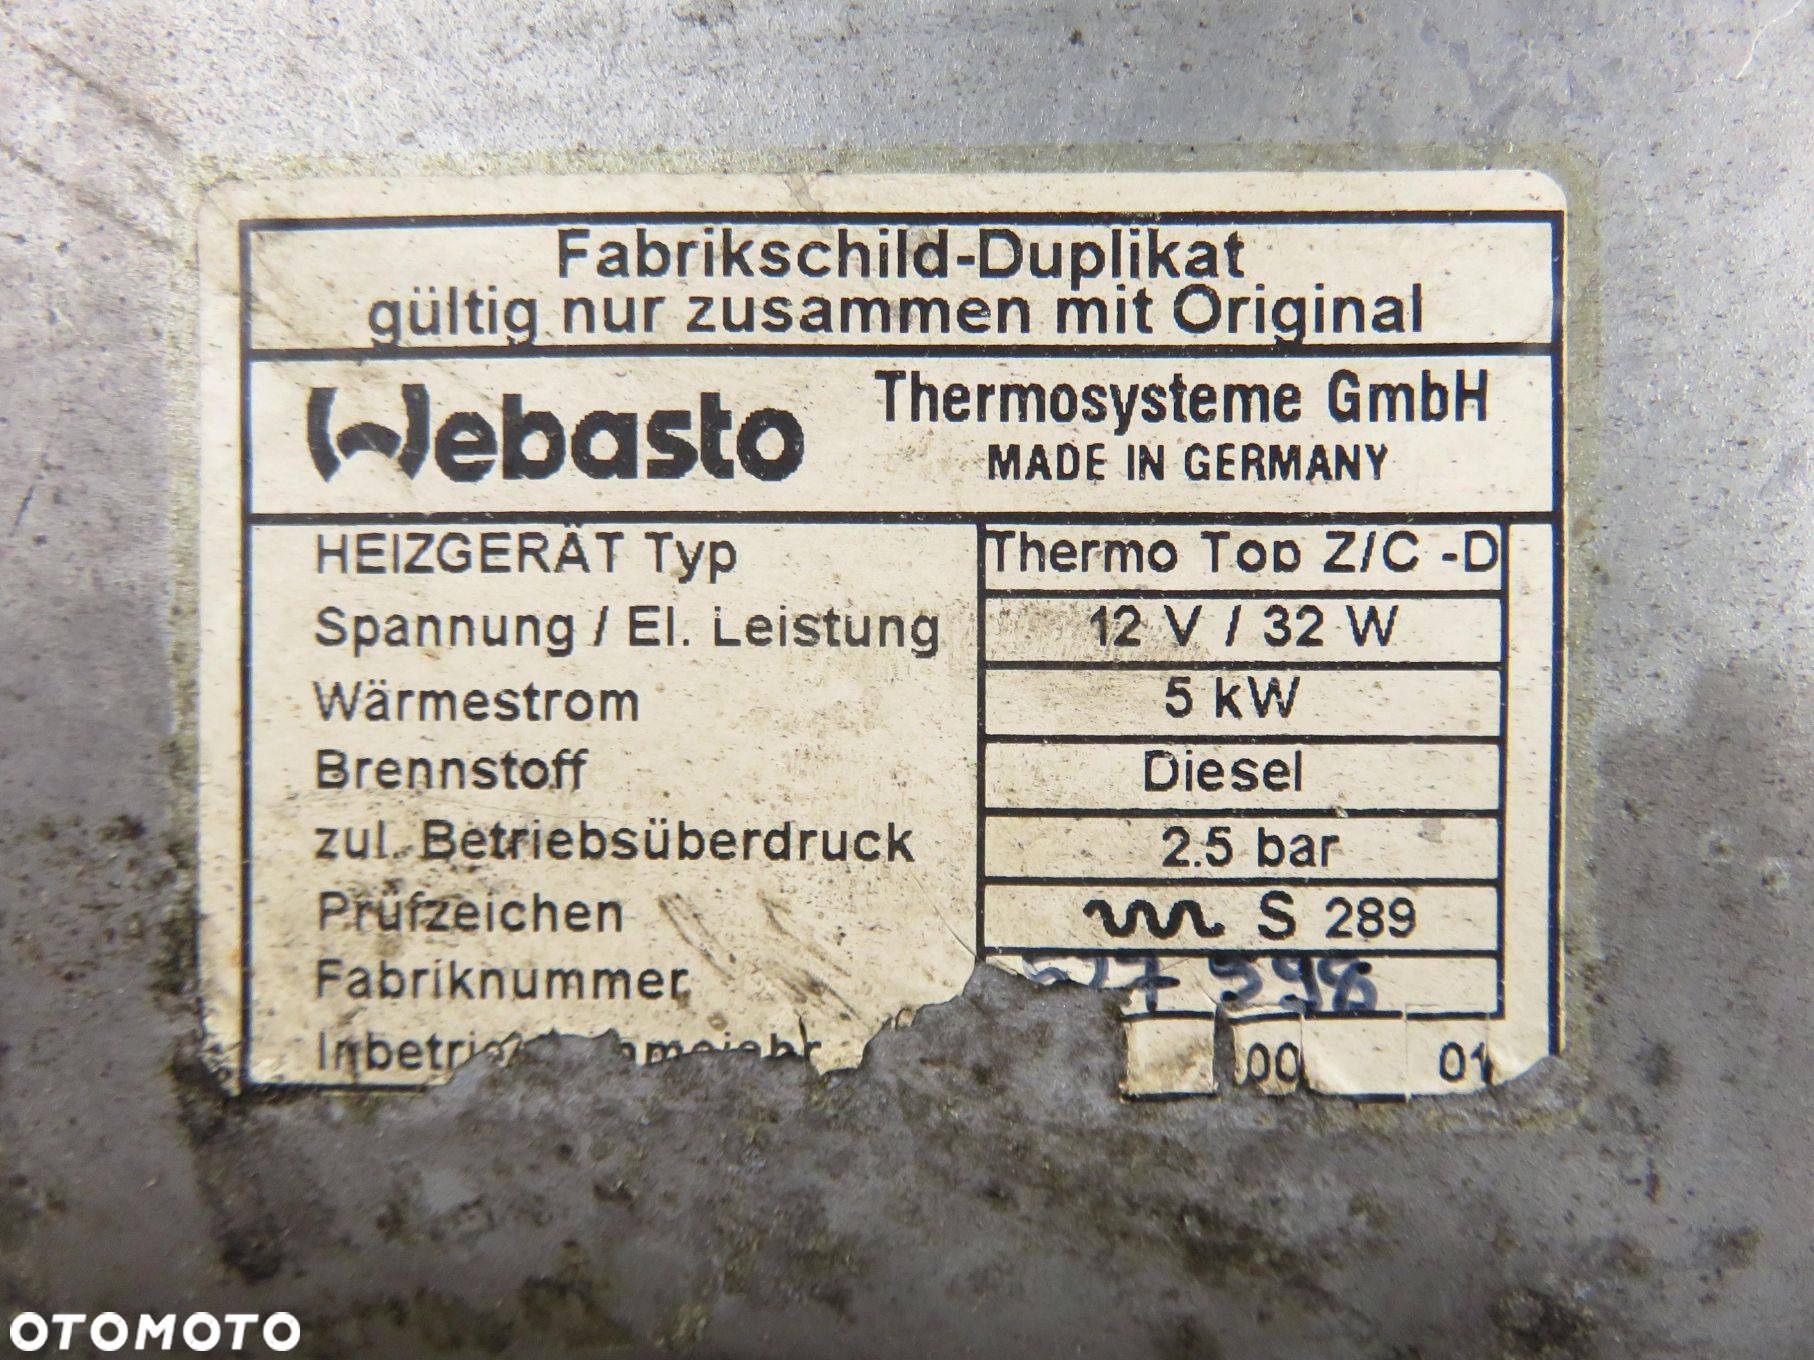 Fabrikschild-Duplikat
gültig nur zusammen mit Original
Webasto Thermosysteme GmbH
MADE IN GERMANY
HEIZGERÄT Typ Thermo Top Z/C -D
Spannung / El. Leistung 12 V / 32 W
Wärmestrom 5 kW
Brennstoff Diesel
zul. Betriebsüberdruck 2.5 bar
Prüfzeichen S 289
Fabriknummer
00 01
OTOMOTO